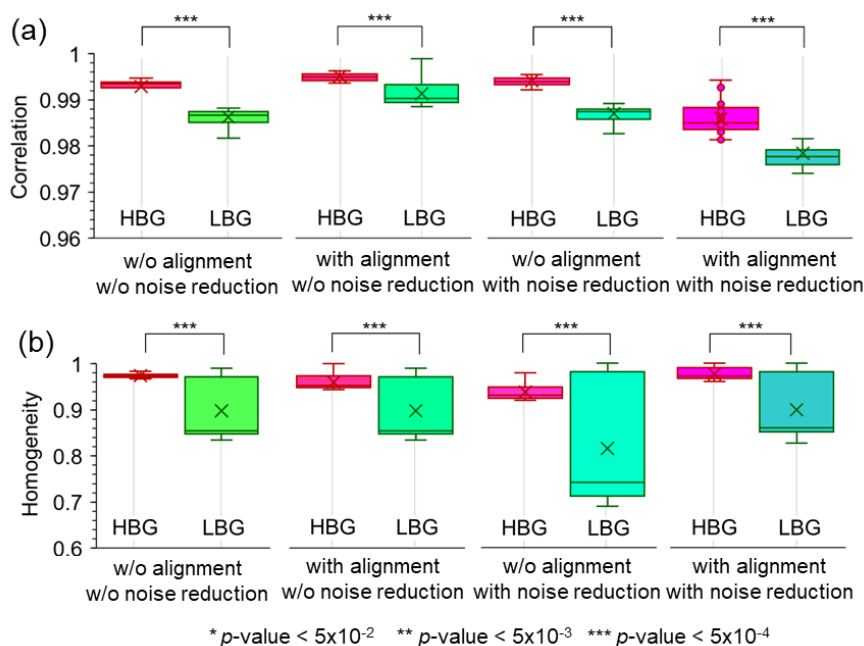 (a)
*** *** *** ***
Correlation
1
0.99
0.98
0.97
0.96
HBG LBG HBG LBG HBG LBG HBG LBG
w/o alignment with alignment w/o alignment with alignment
w/o noise reduction w/o noise reduction with noise reduction with noise reduction
(b)
*** *** *** ***
Homogeneity
1
0.9
0.8
0.7
0.6
HBG LBG HBG LBG HBG LBG HBG LBG
w/o alignment with alignment w/o alignment with alignment
w/o noise reduction w/o noise reduction with noise reduction with noise reduction
* p-value < 5x10⁻² ** p-value < 5x10⁻³ *** p-value < 5x10⁻⁴